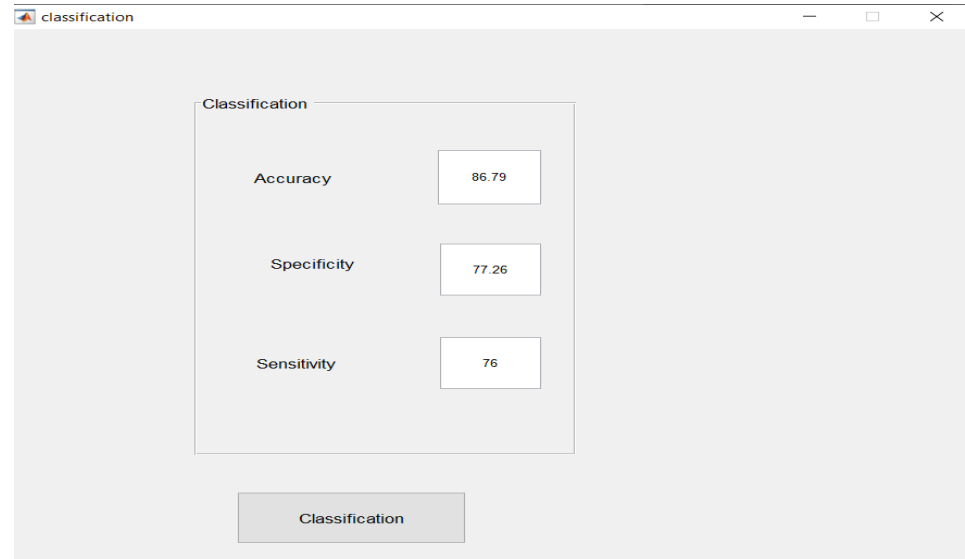 classification
Classification
Accuracy 86.79
Specificity 77.26
Sensitivity 76
Classification